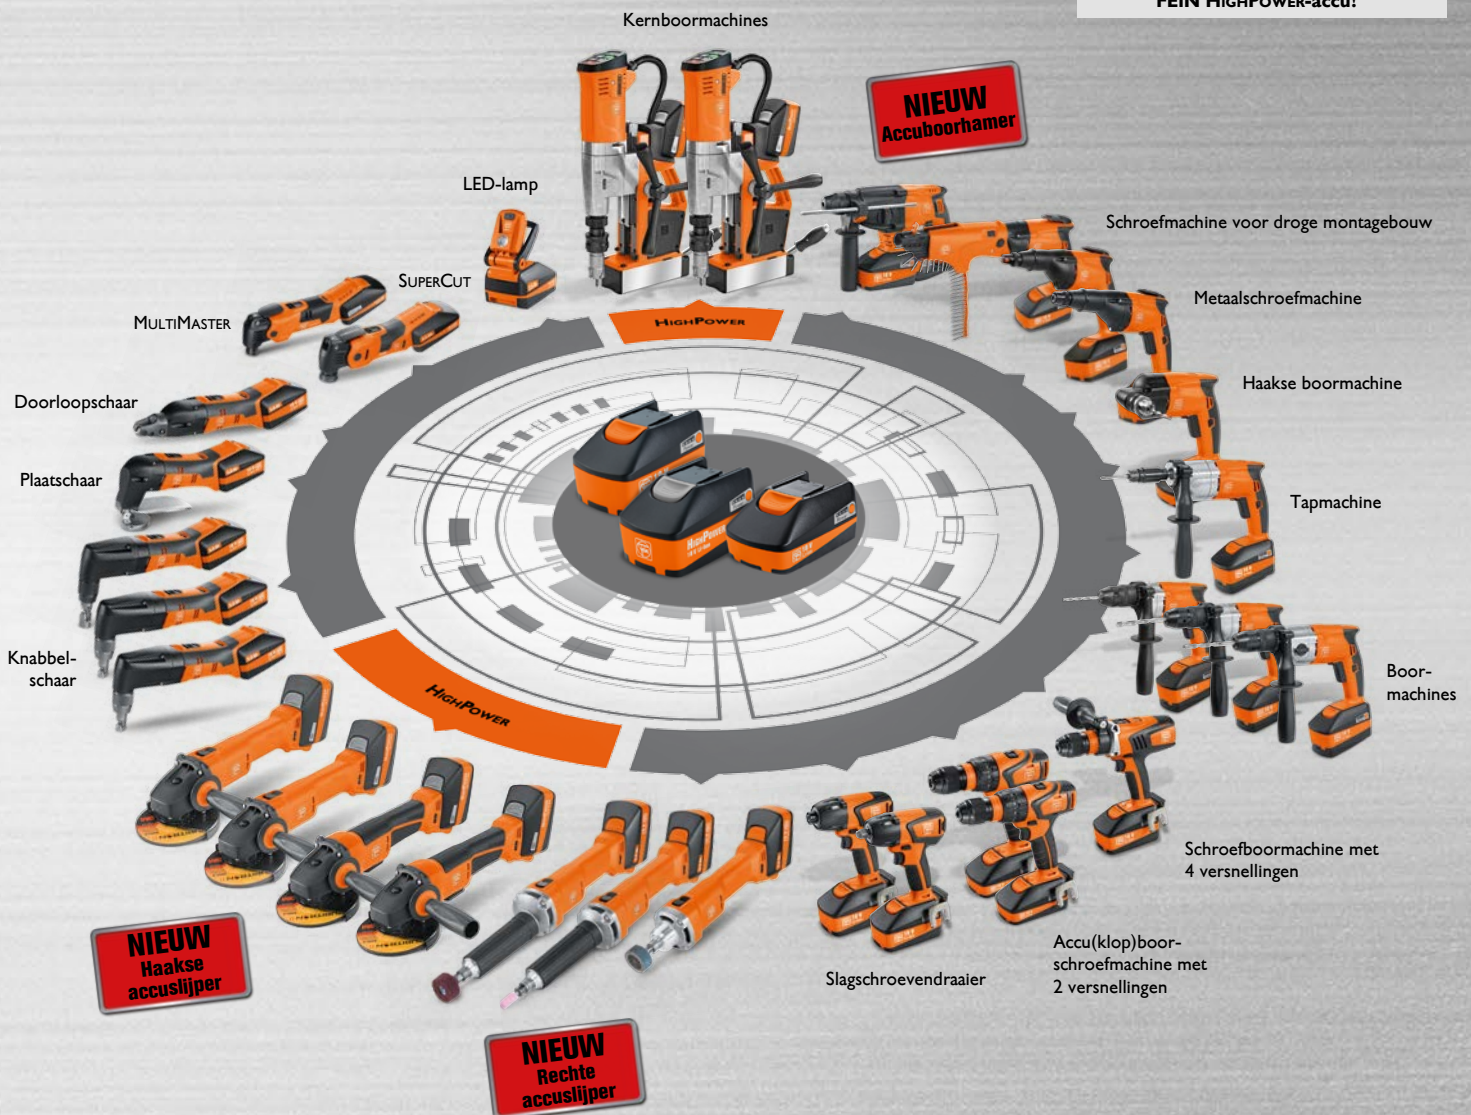 FEIN HIGHPOWER-accu!
Kernboormachines
NIEUW
Accuboorhamer
LED-lamp
Schroefmachine voor droge montagebouw
SUPERCUT
Metaalschroefmachine
MULTIMASTER
HIGHPOWER
Haakse boormachine
Doorloopschaar
Plaatschaar
Tapmachine
HIGHPOWER
Knabbel-
schaar
Boor-
machines
HIGHPOWER
Schroefboormachine met
4 versnellingen
Accu(klop)boor-
schroefmachine met
2 versnellingen
Slagschroevendraaier
NIEUW
Haakse
accuslijper
NIEUW
Rechte
accuslijper